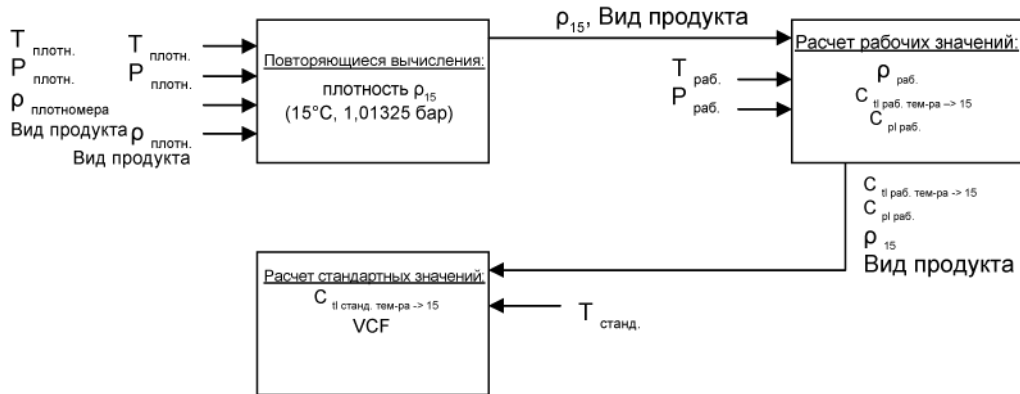 T плотн.
P плотн.
ρ плотномера
Вид продукта
T плотн.
P плотн.
ρ плотн.
Вид продукта
Повторяющиеся вычисления:
плотность ρ15
(15°C, 1,01325 бар)
ρ15, Вид продукта
T раб.
P раб.
Расчет рабочих значений:
ρ раб.
C tl раб. тем-ра -> 15
C pl раб.
C tl раб. тем-ра -> 15
C pl раб.
ρ 15
Вид продукта
Расчет стандартных значений:
C tl станд. тем-ра -> 15
VCF
T станд.